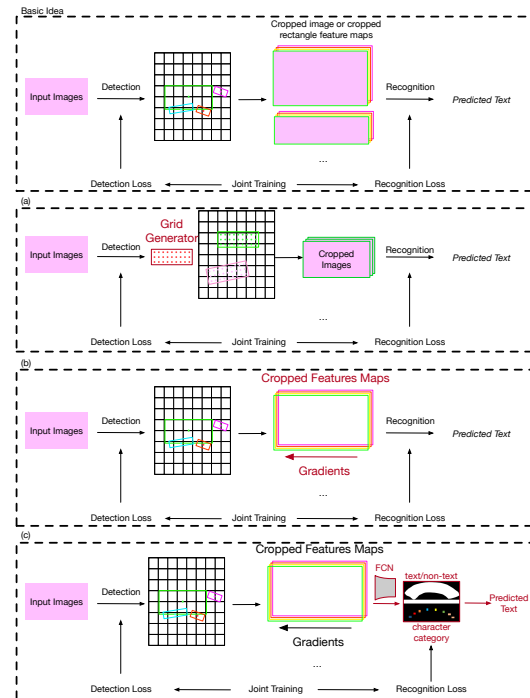 Basic Idea
Cropped image or cropped
rectangle feature maps
Input Images
Detection
Recognition
Predicted Text
...
Detection Loss
Joint Training
Recognition Loss
(a)
Grid
Generator
Input Images
Detection
Cropped
Images
Recognition
Predicted Text
...
Detection Loss
Joint Training
Recognition Loss
(b)
Cropped Features Maps
Input Images
Detection
Recognition
Predicted Text
Gradients
...
Detection Loss
Joint Training
Recognition Loss
(c)
Cropped Features Maps
FCN
text/non-text
Input Images
Detection
Predicted
Text
character
category
Gradients
...
Detection Loss
Joint Training
Recognition Loss